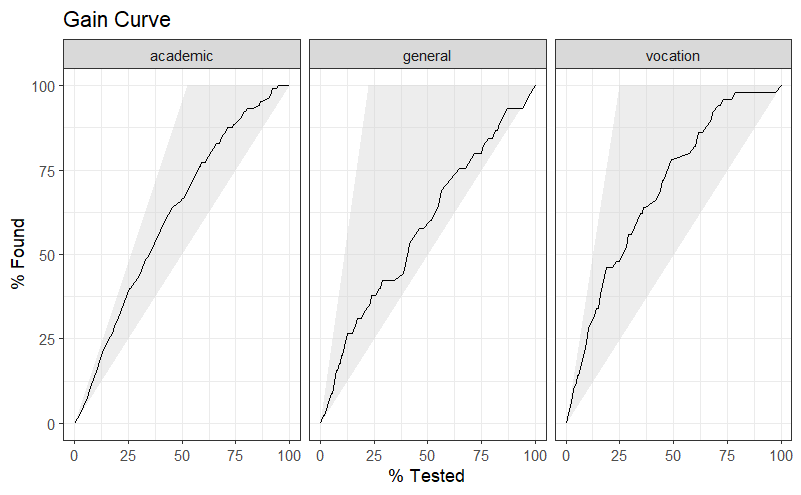 Gain Curve
academic general vocation
100
75
50
25
0
% Found
0 25 50 75 100 0 25 50 75 100 0 25 50 75 100
% Tested